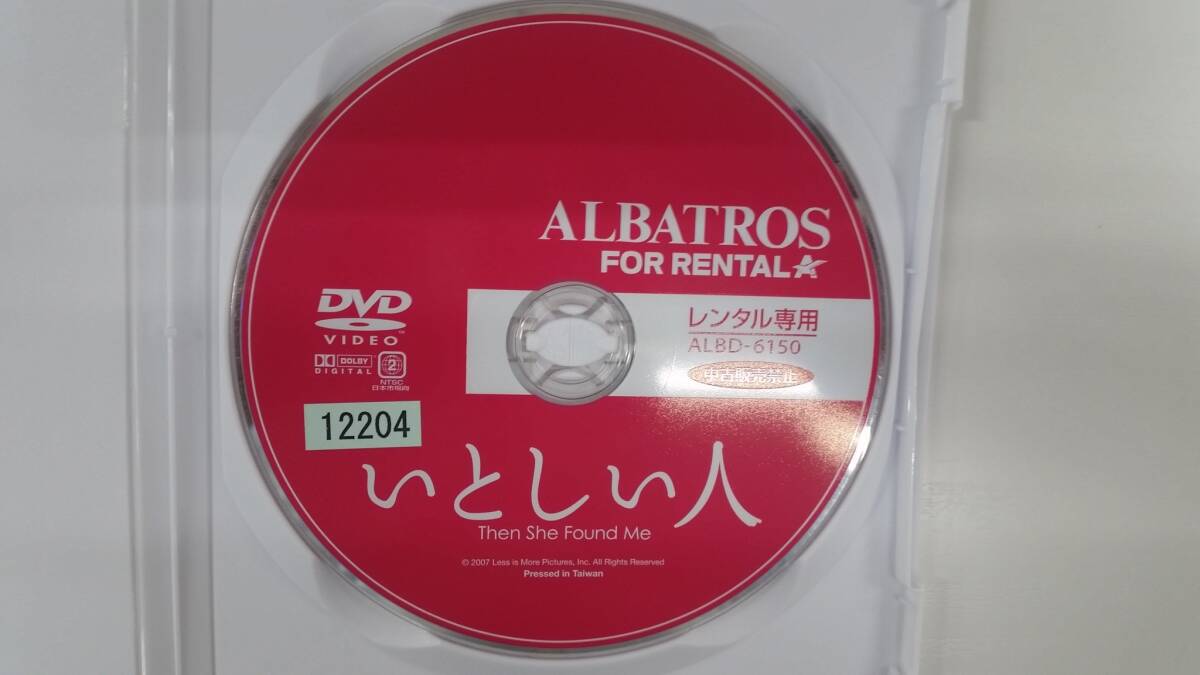 ALBATROS
FOR RENTAL
DVD
VIDEO
DOLBY
DIGITAL
2
NTSC
日本市場向
レンタル専用
ALBD-6150
中古販売禁止
12204
いとしい人
Then She Found Me
© 2007 Less is More Pictures, Inc. All Rights Reserved
Pressed in Taiwan